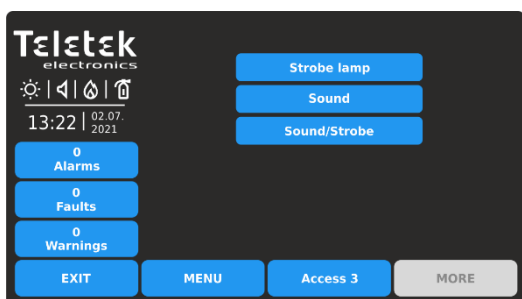 Teletek
electronics
13:22 02.07.
2021
Strobe lamp
Sound
Sound/Strobe
0
Alarms
0
Faults
0
Warnings
EXIT MENU Access 3 MORE